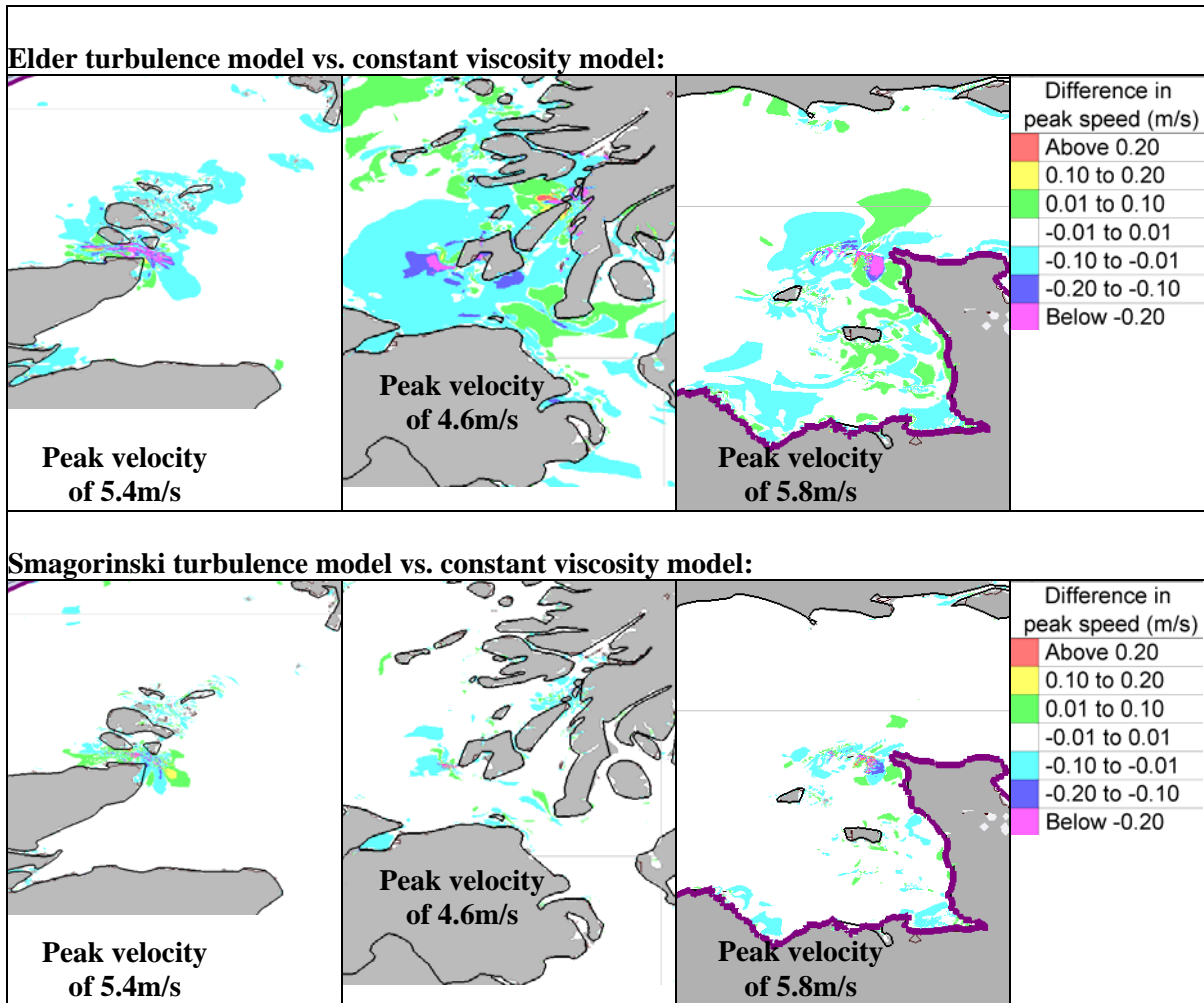 Elder turbulence model vs. constant viscosity model:
Peak velocity
of 5.4m/s
Peak velocity
of 4.6m/s
Peak velocity
of 5.8m/s
Difference in
peak speed (m/s)
Above 0.20
0.10 to 0.20
0.01 to 0.10
-0.01 to 0.01
-0.10 to -0.01
-0.20 to -0.10
Below -0.20
Smagorinski turbulence model vs. constant viscosity model:
Peak velocity
of 5.4m/s
Peak velocity
of 4.6m/s
Peak velocity
of 5.8m/s
Difference in
peak speed (m/s)
Above 0.20
0.10 to 0.20
0.01 to 0.10
-0.01 to 0.01
-0.10 to -0.01
-0.20 to -0.10
Below -0.20